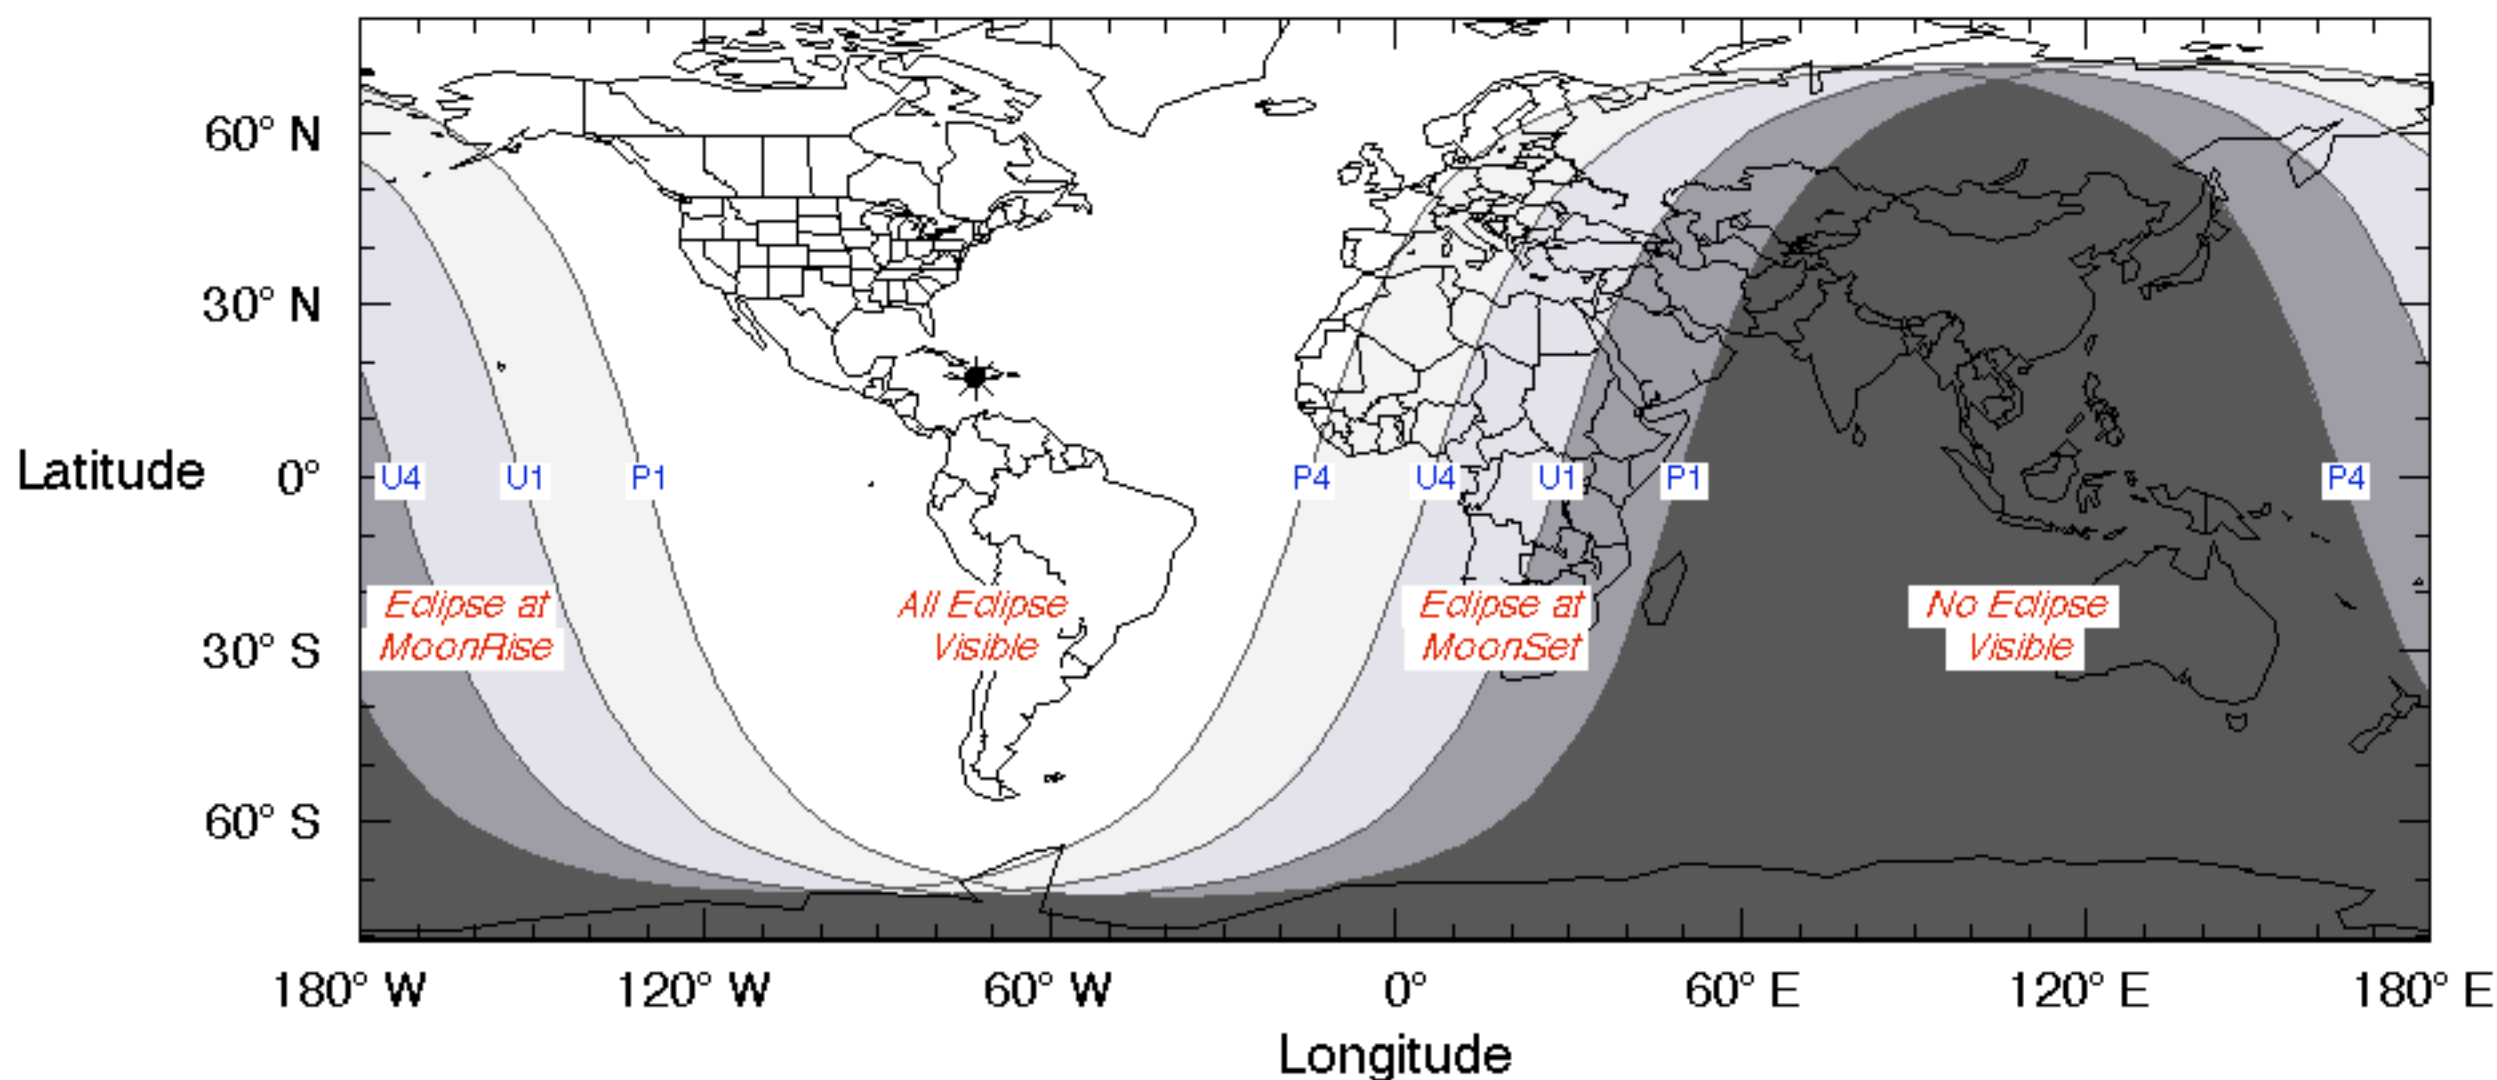 60° N
30° N
Latitude
0°
30° S
60° S
U4
U1
P1
P4
U4
U1
P1
P4
Eclipse at
MoonRise
All Eclipse
Visible
Eclipse at
MoonSet
No Eclipse
Visible
180° W
120° W
60° W
0°
60° E
120° E
180° E
Longitude